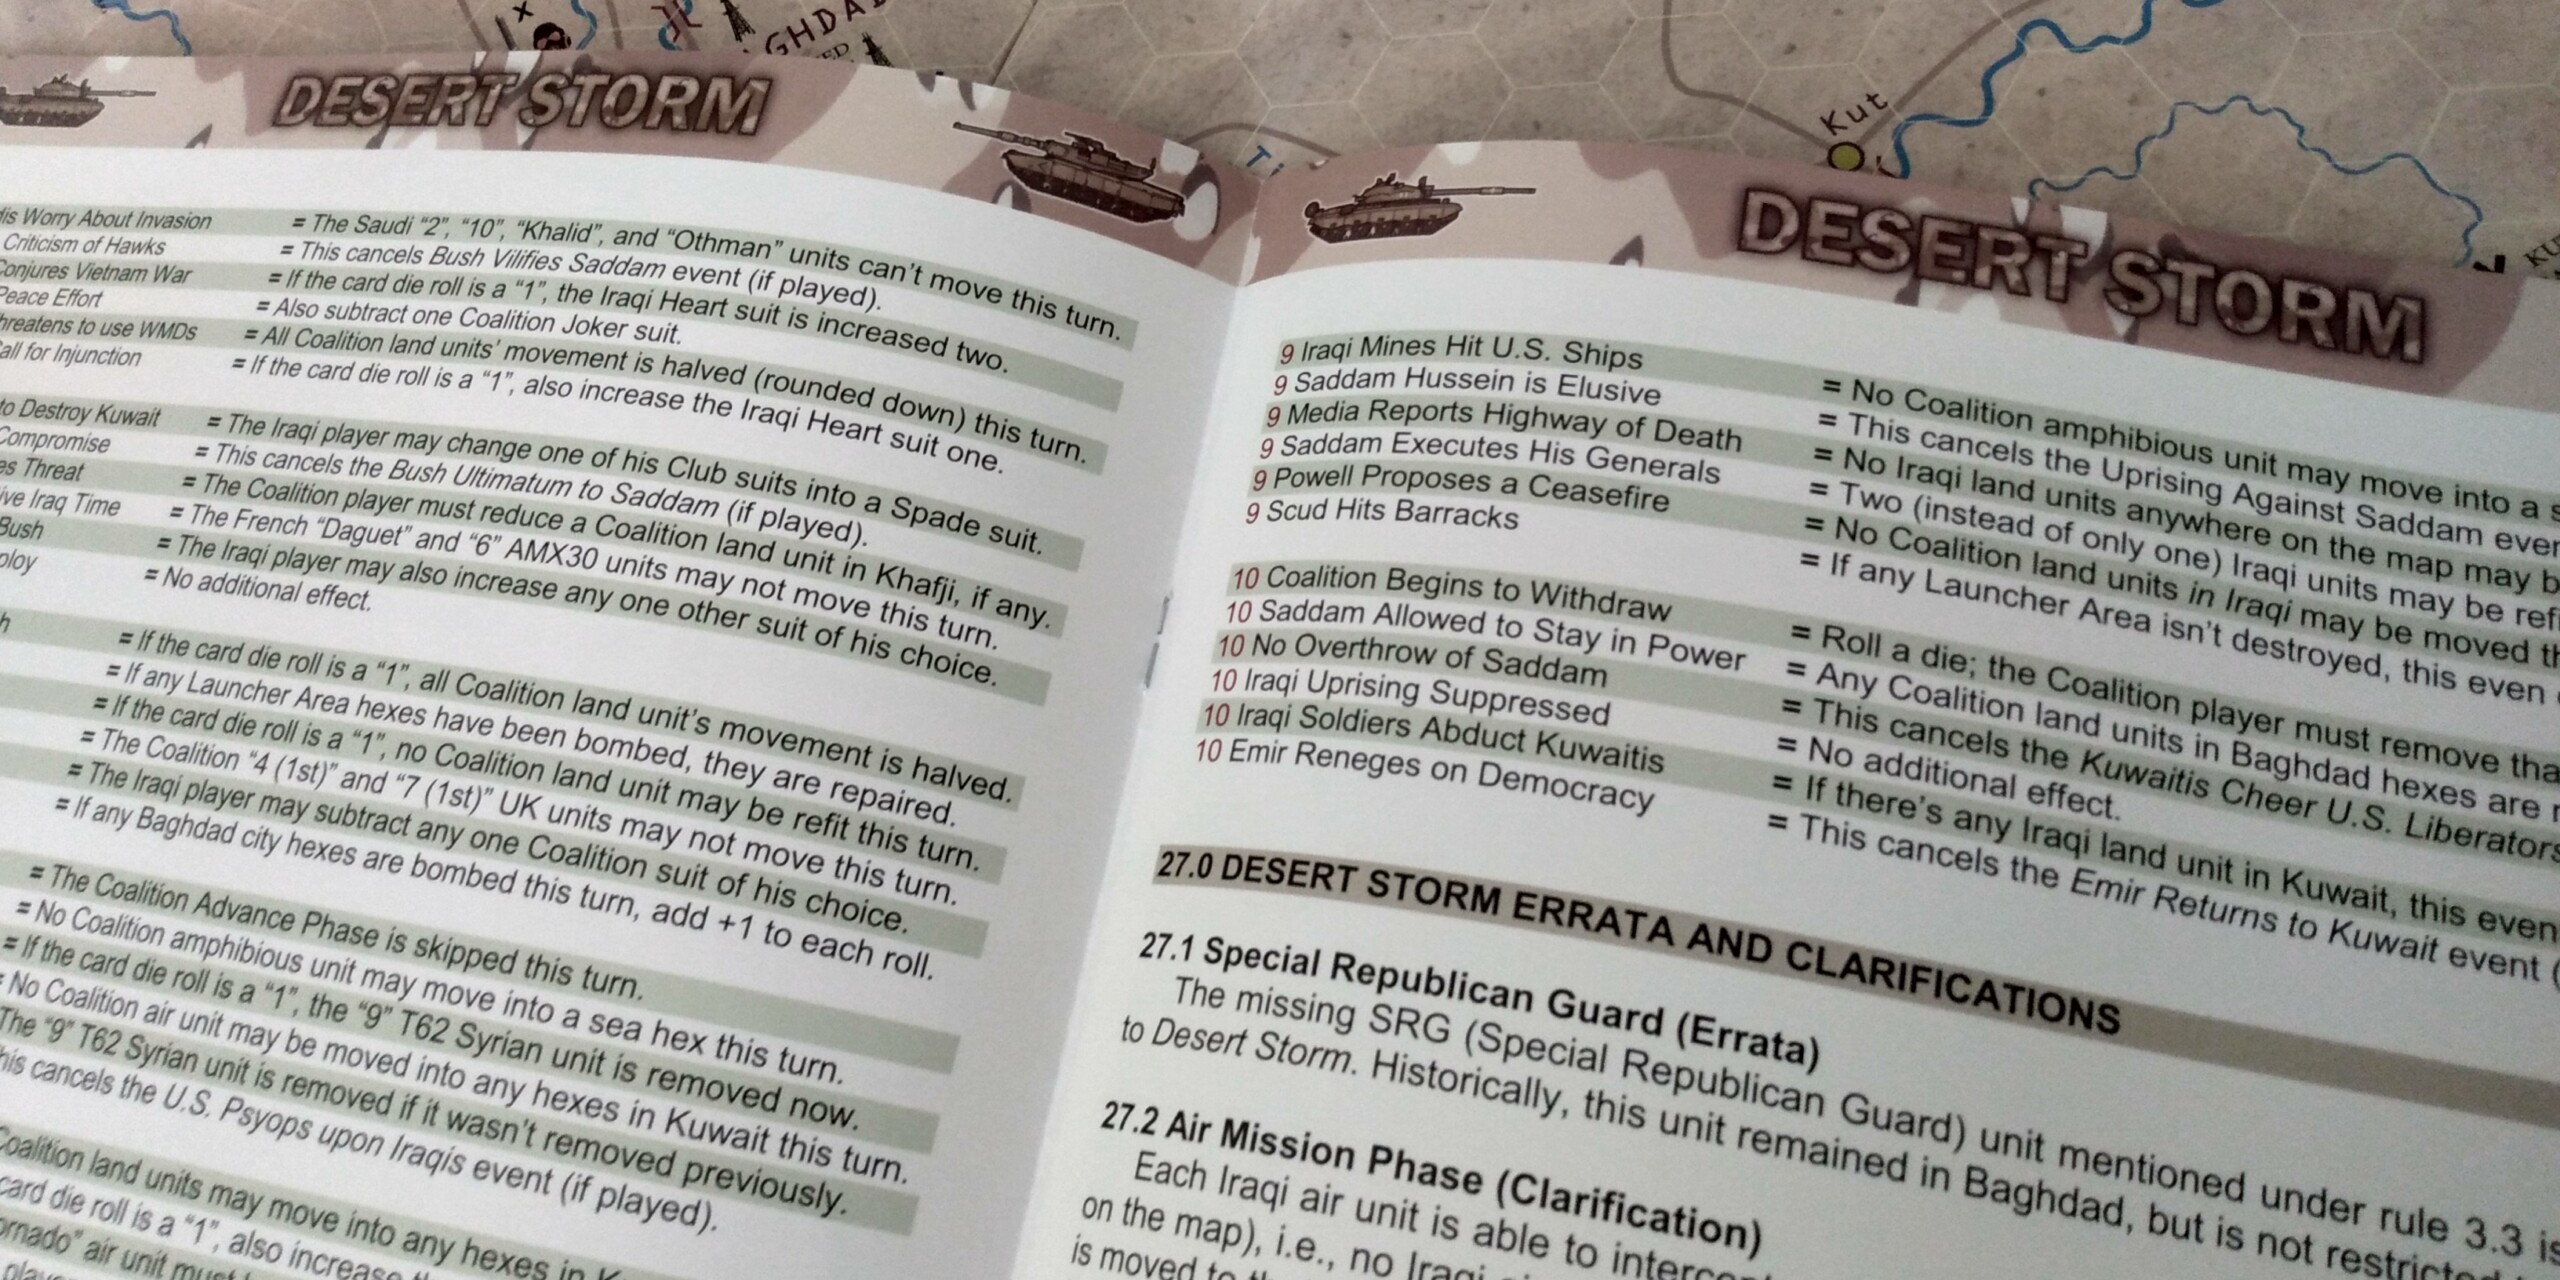 GHDA
DESERT STORM
Kut
Ti
DESERT STORM
Worry About Invasion = The Saudi “2”, “10”, “Khalid”, and “Othman” units can’t move this turn.
Criticism of Hawks = This cancels Bush Vilifies Saddam event (if played).
Conjures Vietnam War = If the card die roll is a “1”, the Iraqi Heart suit is increased two.
Peace Effort = Also subtract one Coalition Joker suit.
to use WMDs = All Coalition land units’ movement is halved (rounded down) this turn.
for Injunction = If the card die roll is a “1”, also increase the Iraqi Heart suit one.
to Destroy Kuwait = The Iraqi player may change one of his Club suits into a Spade suit.
Compromise = This cancels the Bush Ultimatum to Saddam (if played).
Threat = The Coalition player must reduce a Coalition land unit in Khafji, if any.
Iraq Time = The French “Daguet” and “6” AMX30 units may not move this turn.
Bush = The Iraqi player may also increase any one other suit of his choice.
= No additional effect.
= If the card die roll is a “1”, all Coalition land unit’s movement is halved.
= If any Launcher Area hexes have been bombed, they are repaired.
= If the card die roll is a “1”, no Coalition land unit may be refit this turn.
= The Coalition “4 (1st)” and “7 (1st)” UK units may not move this turn.
= The Iraqi player may subtract any one Coalition suit of his choice.
= If any Baghdad city hexes are bombed this turn, add +1 to each roll.
= The Coalition Advance Phase is skipped this turn.
= No Coalition amphibious unit may move into a sea hex this turn.
= If the card die roll is a “1”, the “9” T62 Syrian unit is removed now.
= No Coalition air unit may be moved into any hexes in Kuwait this turn.
The “9” T62 Syrian unit is removed if it wasn’t removed previously.
cancels the U.S. Psyops upon Iraqis event (if played).
Coalition land units may move into any hexes in
card die roll is a “1”, also increase
air unit must
9 Iraqi Mines Hit U.S. Ships = No Coalition amphibious unit may move into a
9 Saddam Hussein is Elusive = This cancels the Uprising Against Saddam
9 Media Reports Highway of Death = No Iraqi land units anywhere on the map may
9 Saddam Executes His Generals = Two (instead of only one) Iraqi units may be
9 Powell Proposes a Ceasefire = No Coalition land units in Iraqi may be moved
9 Scud Hits Barracks = If any Launcher Area isn’t destroyed, this even
10 Coalition Begins to Withdraw = Roll a die; the Coalition player must remove
10 Saddam Allowed to Stay in Power = Any Coalition land units in Baghdad hexes are
10 No Overthrow of Saddam = This cancels the Kuwaitis Cheer U.S. Liberators
10 Iraqi Uprising Suppressed = No additional effect.
10 Iraqi Soldiers Abduct Kuwaitis = If there’s any Iraqi land unit in Kuwait, this even
10 Emir Reneges on Democracy = This cancels the Emir Returns to Kuwait event (
27.0 DESERT STORM ERRATA AND CLARIFICATIONS
27.1 Special Republican Guard (Errata)
The missing SRG (Special Republican Guard) unit mentioned under rule 3.3 is
to Desert Storm. Historically, this unit remained in Baghdad, but is not
27.2 Air Mission Phase (Clarification)
Each Iraqi air unit is able to
on the map), i.e., no Iraqi
is moved to